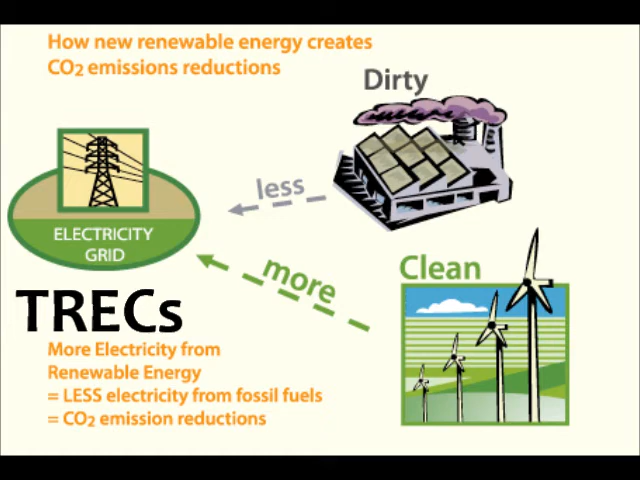 How new renewable energy creates
CO2 emissions reductions
Dirty
less
ELECTRICITY
GRID
more
Clean
TRECs
More Electricity from
Renewable Energy
= LESS electricity from fossil fuels
= CO2 emission reductions